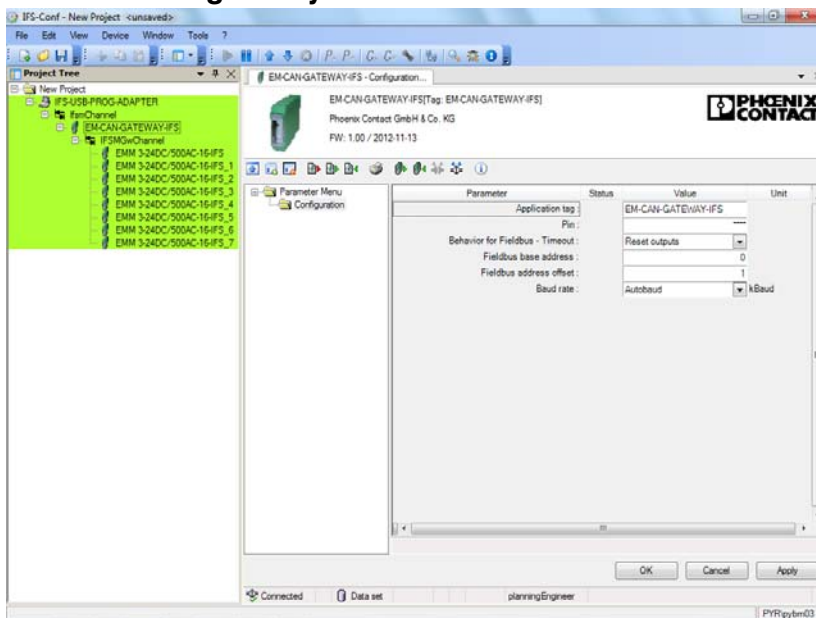 IFS-Conf - New Project <unsaved>
File Edit View Device Window Tools ?
Project Tree
New Project
IFS-USB-PROG-ADAPTER
IfsmChannel
EM-CAN-GATEWAY-IFS
IFSMGwChannel
EMM 3-24DC/500AC-16-IFS
EMM 3-24DC/500AC-16-IFS_1
EMM 3-24DC/500AC-16-IFS_2
EMM 3-24DC/500AC-16-IFS_3
EMM 3-24DC/500AC-16-IFS_4
EMM 3-24DC/500AC-16-IFS_5
EMM 3-24DC/500AC-16-IFS_6
EMM 3-24DC/500AC-16-IFS_7
EM-CAN-GATEWAY-IFS - Configuration...
EM-CAN-GATEWAY-IFS[Tag: EM-CAN-GATEWAY-IFS]
Phoenix Contact GmbH & Co. KG
FW: 1.00 / 2012-11-13
PHŒNIX
CONTACT
Parameter Menu
Configuration
Parameter Status Value Unit
Application tag : EM-CAN-GATEWAY-IFS
Pin : ****
Behavior for Fieldbus - Timeout : Reset outputs
Fieldbus base address : 0
Fieldbus address offset : 1
Baud rate : Autobaud kBaud
OK Cancel Apply
Connected Data set planningEngineer
PYR\pybm03